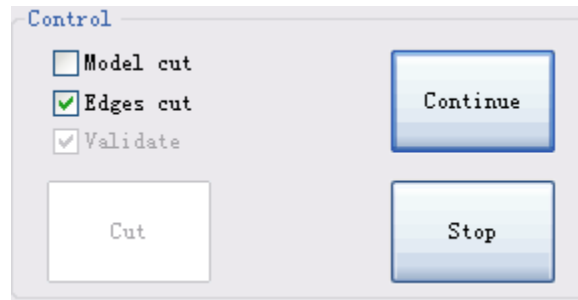 Control
Model cut
Edges cut
Validate
Continue
Cut
Stop